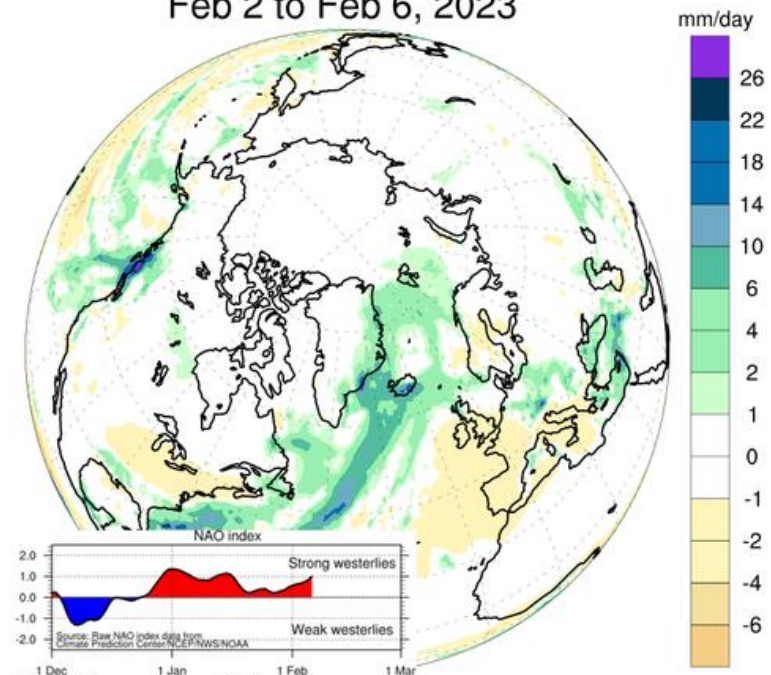 Feb 2 to Feb 6, 2023
mm/day
26
22
18
14
10
6
4
2
1
0
-1
-2
-4
-6
NAO index
2.0
1.0
0.0
-1.0
-2.0
Strong westerlies
Weak westerlies
Source: Raw NAO index data from
Climate Prediction Center/NCEP/NWS/NOAA
1 Dec
1 Jan
1 Feb
1 Mar